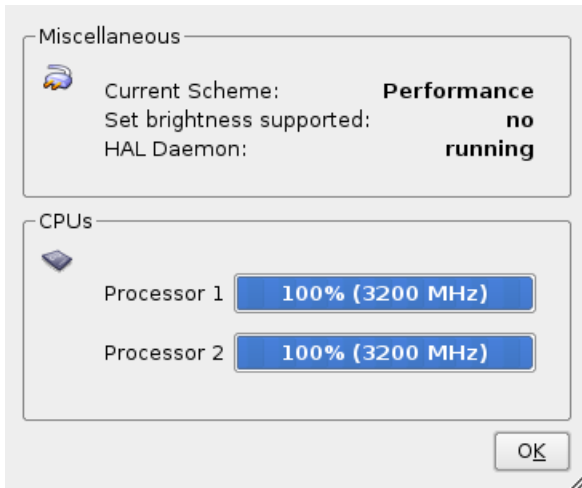 Miscellaneous
Current Scheme: Performance
Set brightness supported: no
HAL Daemon: running
CPUs
Processor 1 100% (3200 MHz)
Processor 2 100% (3200 MHz)
OK